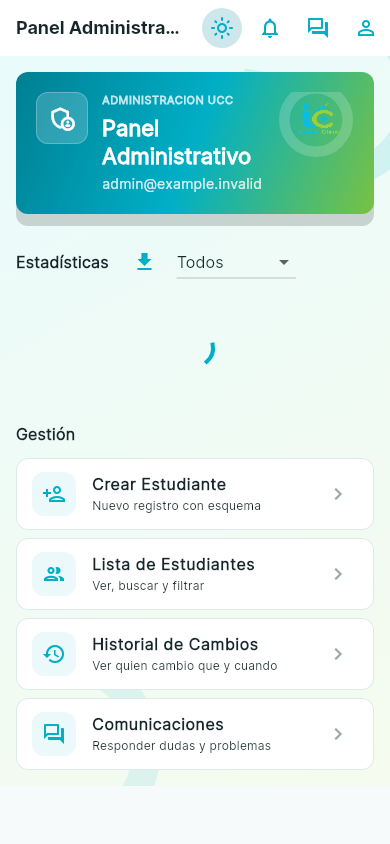 Panel Administra...
ADMINISTRACION UCC
Panel
Administrativo
admin@example.invalid
Estadísticas
Todos
Gestión
Crear Estudiante
Nuevo registro con esquema
Lista de Estudiantes
Ver, buscar y filtrar
Historial de Cambios
Ver quien cambio que y cuando
Comunicaciones
Responder dudas y problemas